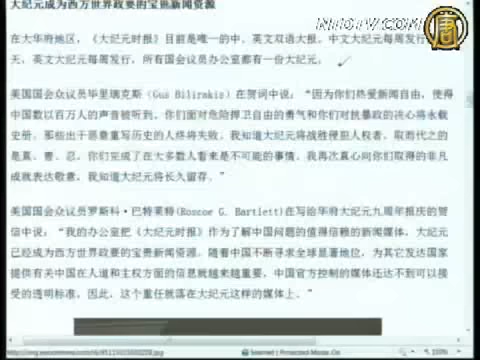 大纪元成为西方世界政要的宝贵新闻资源
NTDTV.COM
唐
在大华府地区，《大纪元时报》目前是唯一的中、英文双语大报，中文大纪元每周发行
天，英文大纪元每周发行，所有国会议员办公室都有一份大纪元。
美国国会众议员毕里瑞克斯（Gus Bilirakis）在贺词中说：“因为你们热爱新闻自由，使得
中国数以百万人的声音被听到。你们面对危险捍卫自由的勇气和你们对抗暴政的决心将永载
史册。那些出于恶意重写历史的人终将失败。我知道大纪元将战胜侵犯人权者，取而代之的
是真、善、忍。你们完成了在大多数人看来是不可能的事情。我再次真心向你们取得的非凡
成就表达敬意，我知道大纪元将长久留存。”
美国国会众议员罗斯科·巴特莱特(Roscoe G. Bartlett)在写给华府大纪元九周年报庆的贺
信中说：“我的办公室把《大纪元时报》作为了解中国问题的值得信赖的新闻媒体。大纪元
已经成为西方世界政要的宝贵新闻资源。随着中国不断寻求全球显著地位，为其它发达国家
提供有关中国在人道和主权方面的信息就越来越重要。中国官方控制的媒体还达不到可以接
受的透明标准。因此，这个重任就落在大纪元这样的媒体上。”
Internet | Protected Mode: On